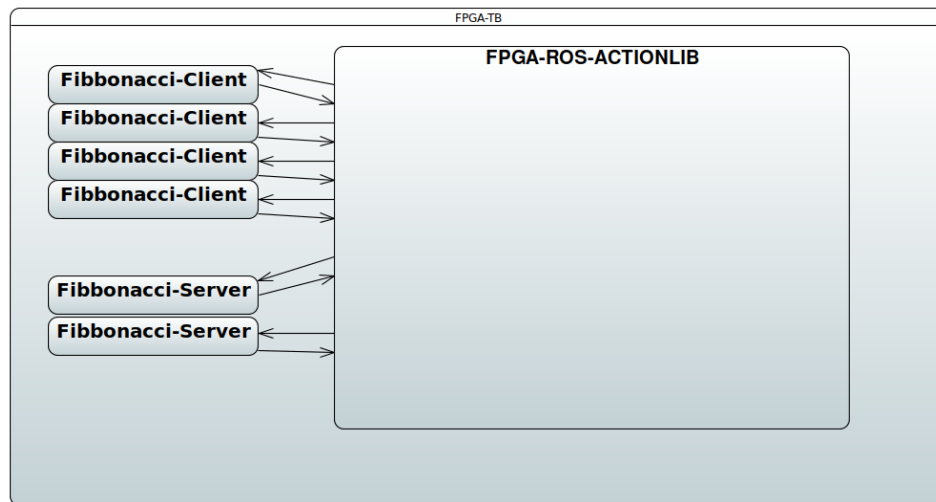 FPGA-TB
FPGA-ROS-ACTIONLIB
Fibbonacci-Client
Fibbonacci-Client
Fibbonacci-Client
Fibbonacci-Client
Fibbonacci-Server
Fibbonacci-Server